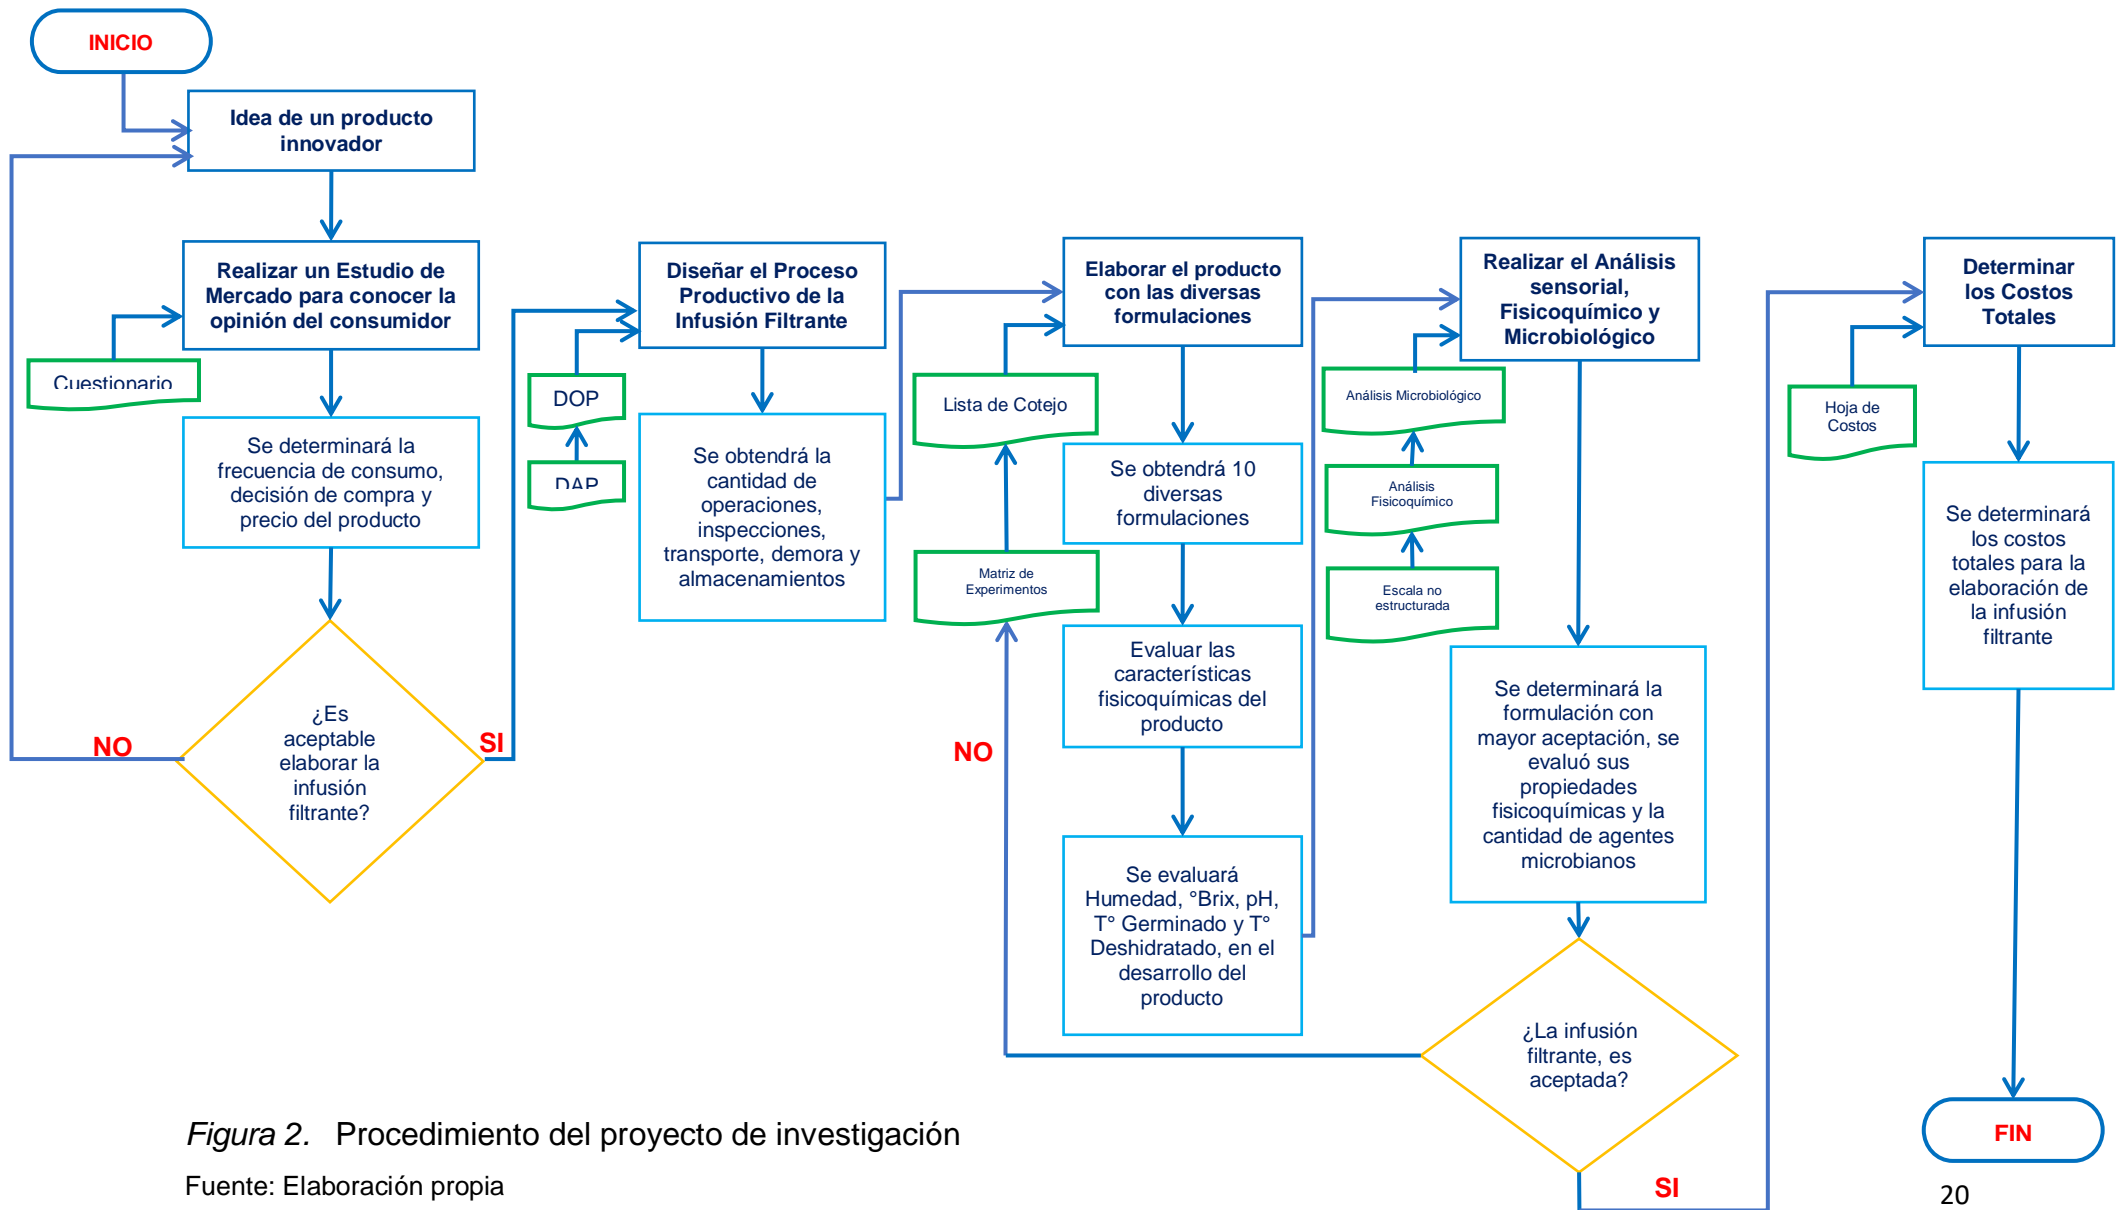 INICIO
Idea de un producto
innovador
Realizar un Estudio de
Mercado para conocer la
opinión del consumidor
Cuestionario
Se determinará la
frecuencia de consumo,
decisión de compra y
precio del producto
¿Es
aceptable
elaborar la
infusión
filtrante?
NO
SI
Diseñar el Proceso
Productivo de la
Infusión Filtrante
DOP
DAP
Se obtendrá la
cantidad de
operaciones,
inspecciones,
transporte, demora y
almacenamientos
Elaborar el producto
con las diversas
formulaciones
Lista de Cotejo
Matriz de
Experimentos
Se obtendrá 10
diversas
formulaciones
Evaluar las
características
fisicoquímicas del
producto
NO
Se evaluará
Humedad, °Brix, pH,
T° Germinado y T°
Deshidratado, en el
desarrollo del
producto
Realizar el Análisis
sensorial,
Fisicoquímico y
Microbiológico
Análisis Microbiológico
Análisis
Fisicoquímico
Escala no
estructurada
Se determinará la
formulación con
mayor aceptación, se
evaluó sus
propiedades
fisicoquímicas y la
cantidad de agentes
microbianos
¿La infusión
filtrante, es
aceptada?
SI
Determinar
los Costos
Totales
Hoja de
Costos
Se determinará
los costos
totales para la
elaboración de
la infusión
filtrante
FIN
Figura 2. Procedimiento del proyecto de investigación
Fuente: Elaboración propia
20